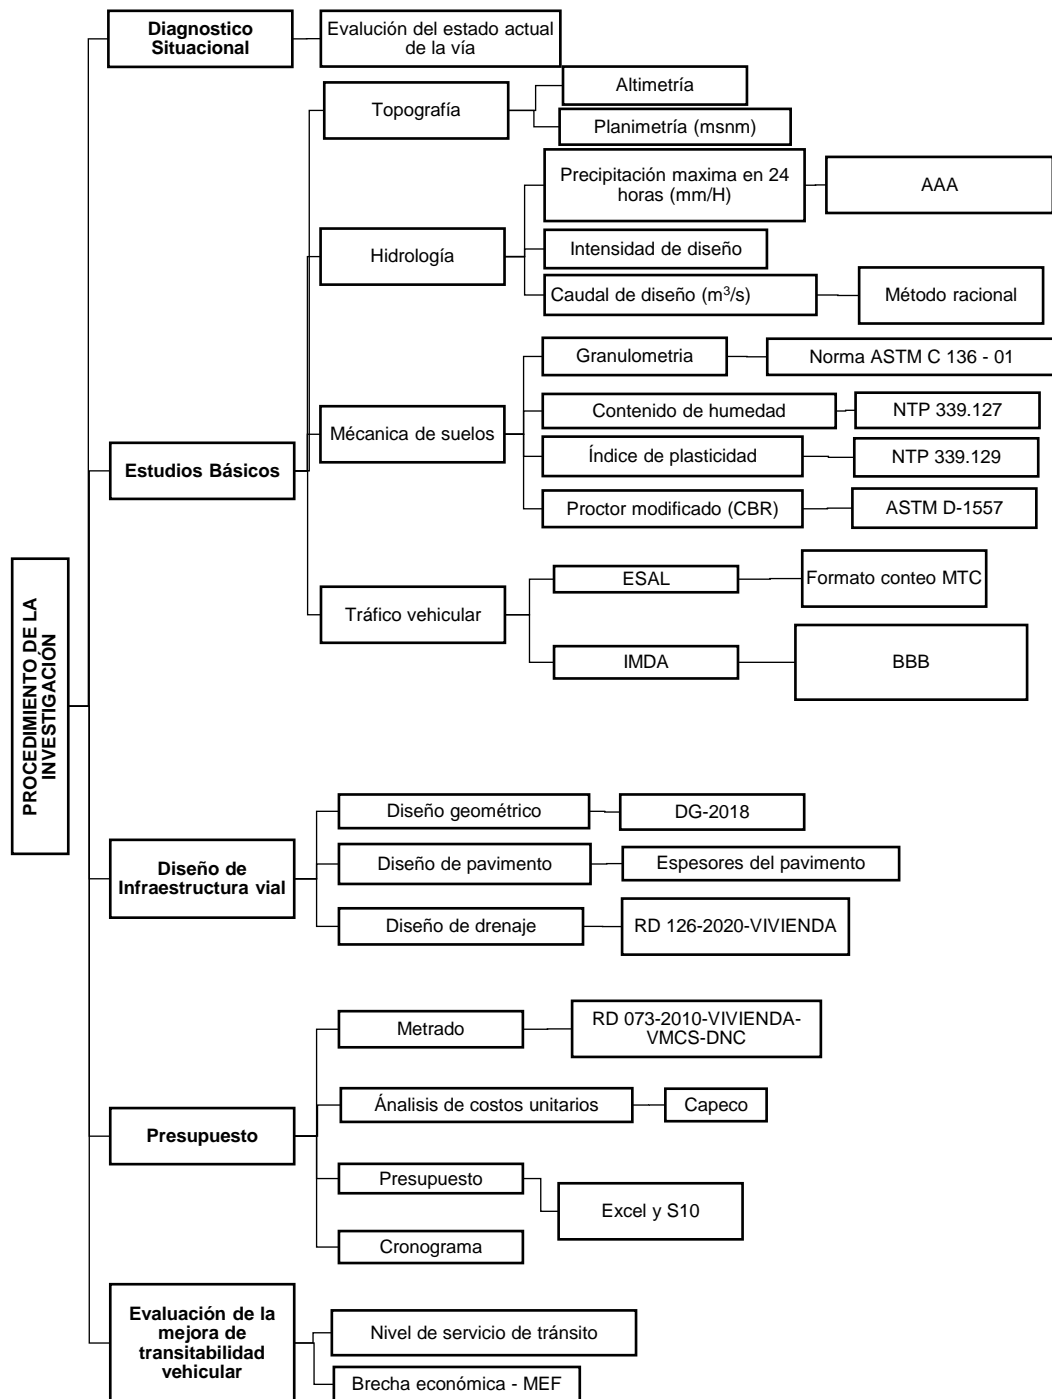 PROCEDIMIENTO DE LA
INVESTIGACIÓN
Diagnostico
Situacional
Evalución del estado actual
de la vía
Estudios Básicos
Topografía
Altimetría
Planimetría (msnm)
Hidrología
Precipitación maxima en 24
horas (mm/H)
AAA
Intensidad de diseño
Caudal de diseño (m³/s)
Método racional
Mécanica de suelos
Granulometria
Norma ASTM C 136 - 01
Contenido de humedad
NTP 339.127
Índice de plasticidad
NTP 339.129
Proctor modificado (CBR)
ASTM D-1557
Tráfico vehicular
ESAL
Formato conteo MTC
IMDA
BBB
Diseño de
Infraestructura vial
Diseño geométrico
DG-2018
Diseño de pavimento
Espesores del pavimento
Diseño de drenaje
RD 126-2020-VIVIENDA
Presupuesto
Metrado
RD 073-2010-VIVIENDA-
VMCS-DNC
Ánalisis de costos unitarios
Capeco
Presupuesto
Excel y S10
Cronograma
Evaluación de la
mejora de
transitabilidad
vehicular
Nivel de servicio de tránsito
Brecha económica - MEF